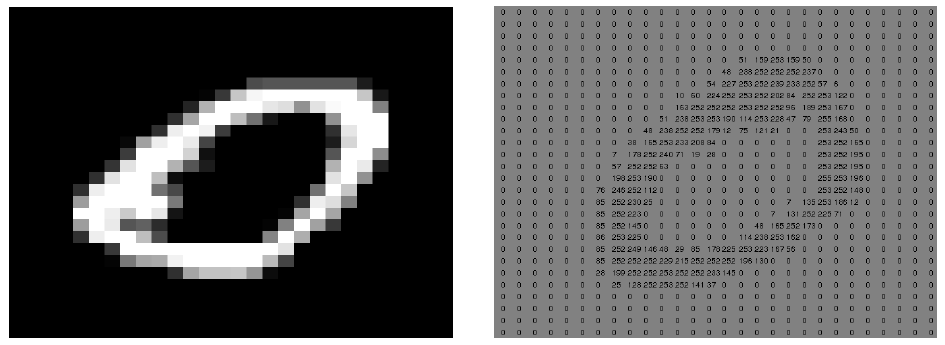 0 0 0 0 0 0 0 0 0 0 0 0 0 0 0 0 0 0 0 0 0 0 0 0 0 0 0 0
0 0 0 0 0 0 0 0 0 0 0 0 0 0 0 0 0 0 0 0 0 0 0 0 0 0 0 0
0 0 0 0 0 0 0 0 0 0 0 0 0 0 0 0 0 0 0 0 0 0 0 0 0 0 0 0
0 0 0 0 0 0 0 0 0 0 0 0 0 0 0 0 0 0 0 0 0 0 0 0 0 0 0 0
0 0 0 0 0 0 0 0 0 0 0 0 0 0 0 51 159 253 159 50 0 0 0 0 0 0 0 0
0 0 0 0 0 0 0 0 0 0 0 0 0 0 48 238 252 252 252 237 0 0 0 0 0 0 0 0
0 0 0 0 0 0 0 0 0 0 0 0 0 54 227 253 252 239 233 252 57 6 0 0 0 0 0 0
0 0 0 0 0 0 0 0 0 0 0 10 60 224 252 253 252 202 84 252 253 122 0 0 0 0 0 0
0 0 0 0 0 0 0 0 0 0 0 163 252 252 252 253 252 252 96 189 253 167 0 0 0 0 0 0
0 0 0 0 0 0 0 0 0 0 51 238 253 253 190 114 253 228 47 79 255 168 0 0 0 0 0 0
0 0 0 0 0 0 0 0 0 48 238 252 252 179 12 75 121 21 0 0 253 243 50 0 0 0 0 0
0 0 0 0 0 0 0 0 38 165 253 233 208 84 0 0 0 0 0 0 253 252 165 0 0 0 0 0
0 0 0 0 0 0 0 7 178 252 240 71 19 28 0 0 0 0 0 0 253 252 195 0 0 0 0 0
0 0 0 0 0 0 0 57 252 252 63 0 0 0 0 0 0 0 0 0 253 252 195 0 0 0 0 0
0 0 0 0 0 0 0 198 253 190 0 0 0 0 0 0 0 0 0 0 255 253 196 0 0 0 0 0
0 0 0 0 0 0 76 246 252 112 0 0 0 0 0 0 0 0 0 0 253 252 148 0 0 0 0 0
0 0 0 0 0 0 85 252 230 25 0 0 0 0 0 0 0 0 7 135 253 186 12 0 0 0 0 0
0 0 0 0 0 0 85 252 223 0 0 0 0 0 0 0 0 7 131 252 225 71 0 0 0 0 0 0
0 0 0 0 0 0 85 252 145 0 0 0 0 0 0 0 48 165 252 173 0 0 0 0 0 0 0 0
0 0 0 0 0 0 86 253 225 0 0 0 0 0 0 114 238 253 162 0 0 0 0 0 0 0 0 0
0 0 0 0 0 0 85 252 249 146 48 29 85 178 225 253 223 167 56 0 0 0 0 0 0 0 0 0
0 0 0 0 0 0 85 252 252 252 229 215 252 252 252 196 130 0 0 0 0 0 0 0 0 0 0 0
0 0 0 0 0 0 28 199 252 252 253 252 252 233 145 0 0 0 0 0 0 0 0 0 0 0 0 0
0 0 0 0 0 0 0 25 128 252 253 252 141 37 0 0 0 0 0 0 0 0 0 0 0 0 0 0
0 0 0 0 0 0 0 0 0 0 0 0 0 0 0 0 0 0 0 0 0 0 0 0 0 0 0 0
0 0 0 0 0 0 0 0 0 0 0 0 0 0 0 0 0 0 0 0 0 0 0 0 0 0 0 0
0 0 0 0 0 0 0 0 0 0 0 0 0 0 0 0 0 0 0 0 0 0 0 0 0 0 0 0
0 0 0 0 0 0 0 0 0 0 0 0 0 0 0 0 0 0 0 0 0 0 0 0 0 0 0 0